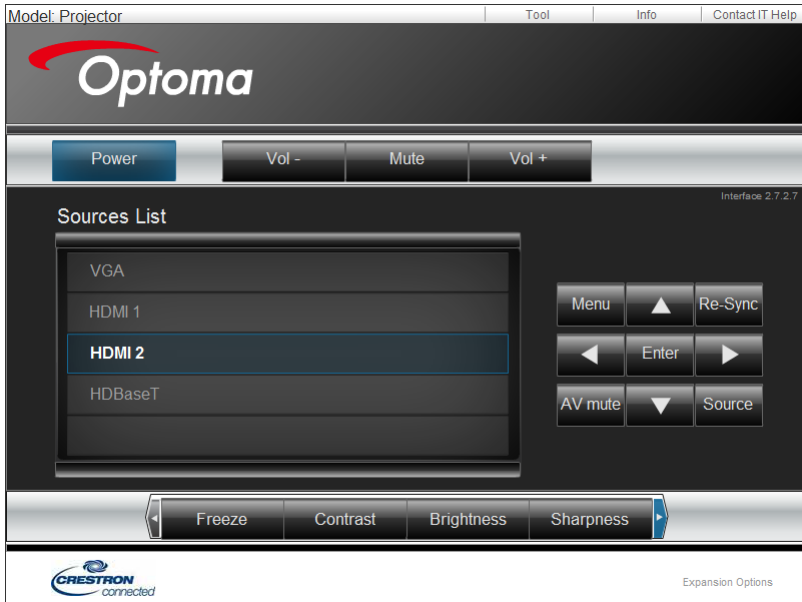 Model: Projector Tool Info Contact IT Help
Optoma
Power Vol - Mute Vol +
Interface 2.7.2.7
Sources List
VGA
HDMI 1
HDMI 2
HDBaseT
Menu Re-Sync
Enter
AV mute Source
Freeze Contrast Brightness Sharpness
CRESTRON
connected
Expansion Options